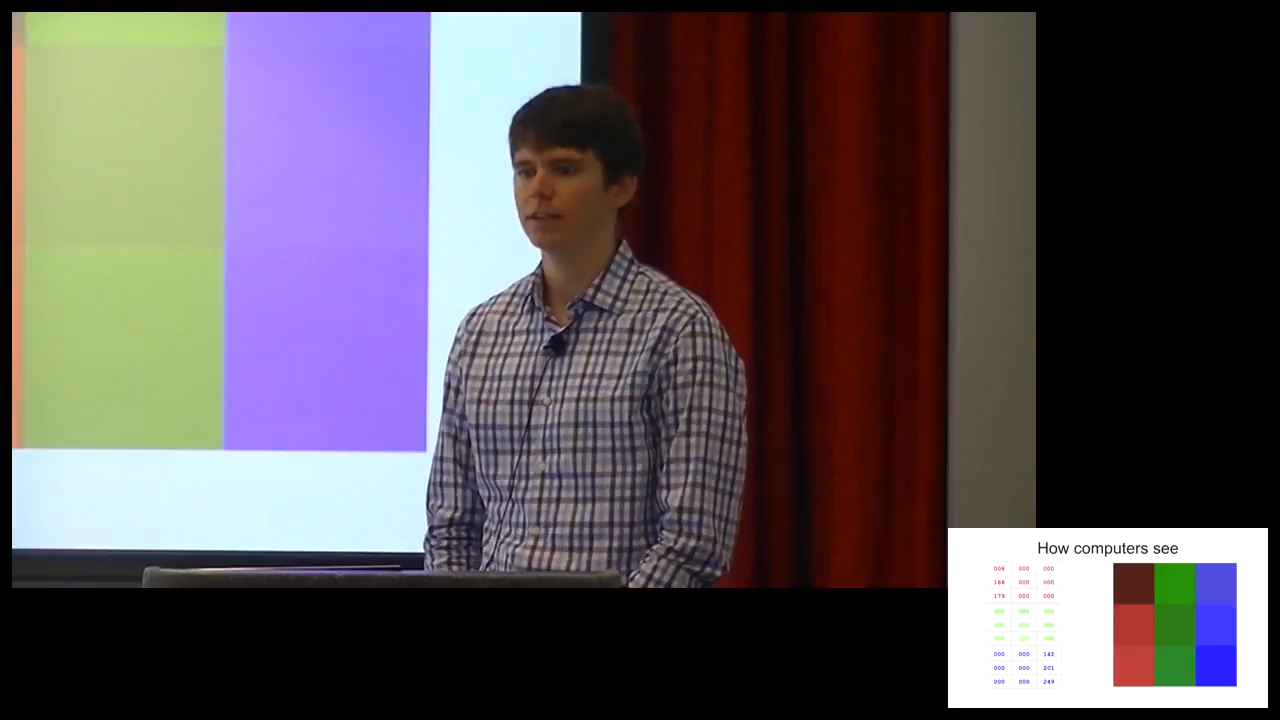 How computers see
006 000 000
166 000 000
179 000 000
000 000 142
000 000 201
000 000 249